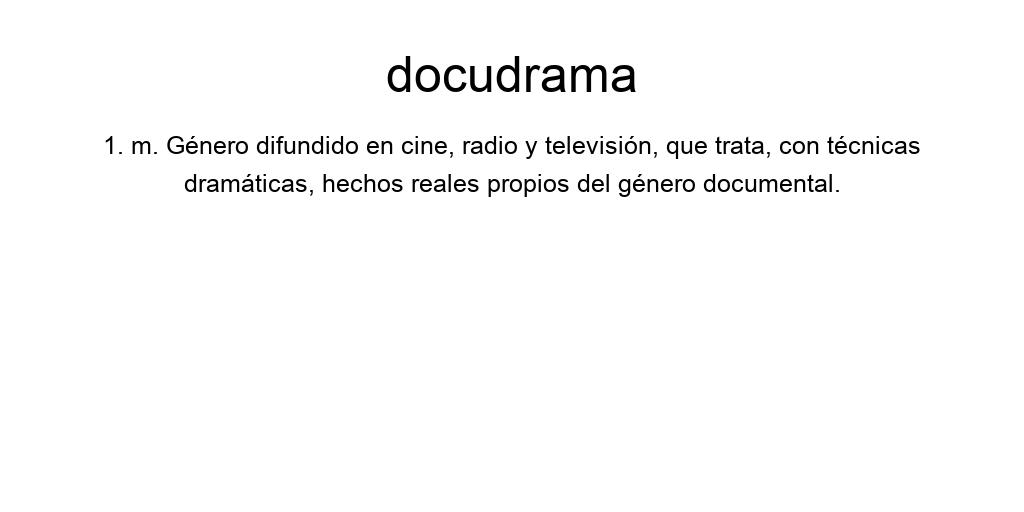 docudrama
1. m. Género difundido en cine, radio y televisión, que trata, con técnicas
dramáticas, hechos reales propios del género documental.